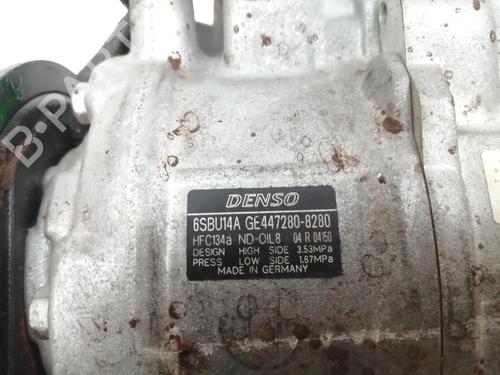 B-PARTS
DENSO
6SBU14A GE447280-8280
HFC134a ND-OIL8 04 R 04150
DESIGN HIGH SIDE 3.53MPa
PRESS LOW SIDE 1.67MPa
MADE IN GERMANY